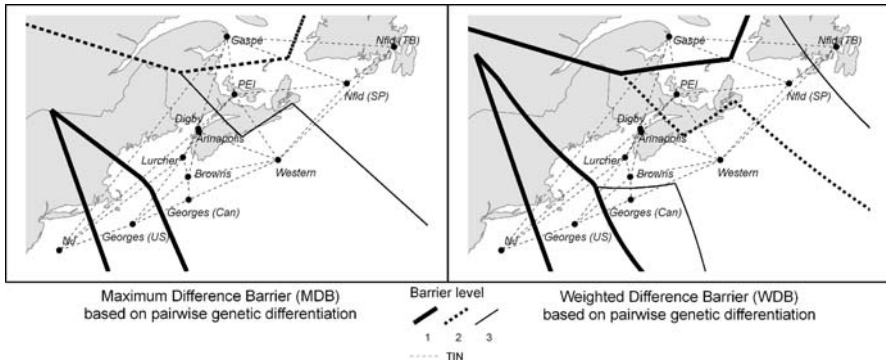 Gaspé
Nfld (TB)
PEI
Nfld (SP)
Digby
Annapolis
Lurcher
Browns
Western
Georges (Can)
Georges (US)
NJ
Gaspé
Nfld (TB)
PEI
Nfld (SP)
Digby
Annapolis
Lurcher
Browns
Western
Georges (Can)
Georges (US)
NJ
Maximum Difference Barrier (MDB)
based on pairwise genetic differentiation
Barrier level
1 2 3
TIN
Weighted Difference Barrier (WDB)
based on pairwise genetic differentiation